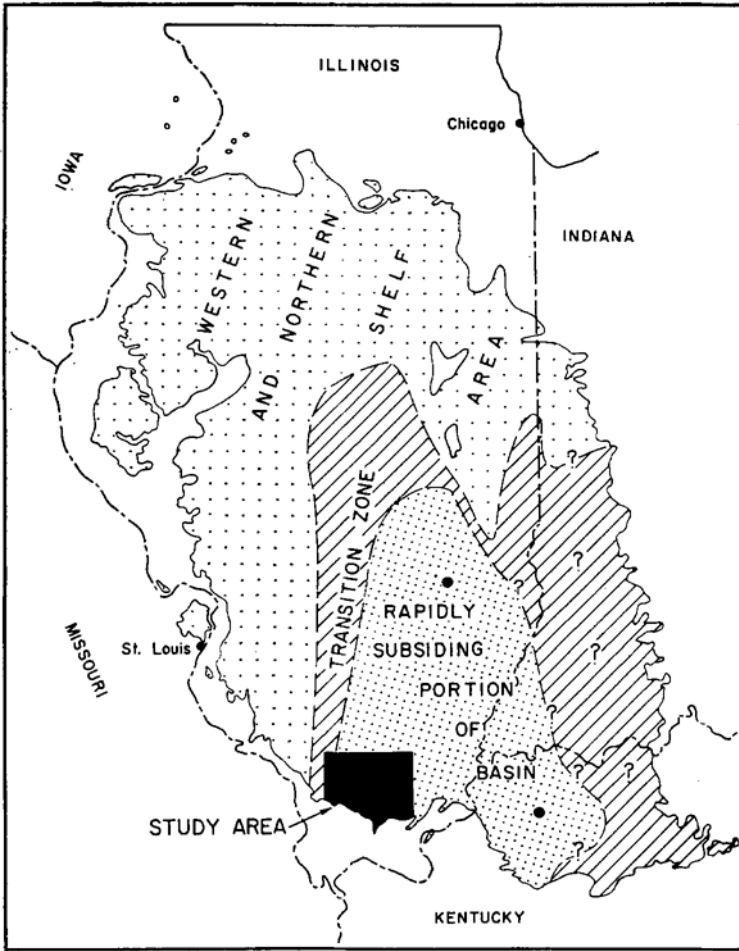 ILLINOIS
Chicago
IOWA
INDIANA
WESTERN
AND NORTHERN
SHELF
AREA
TRANSITION ZONE
?
?
?
?
RAPIDLY
SUBSIDING
PORTION
OF
BASIN
MISSOURI
St. Louis
?
?
?
?
STUDY AREA
KENTUCKY